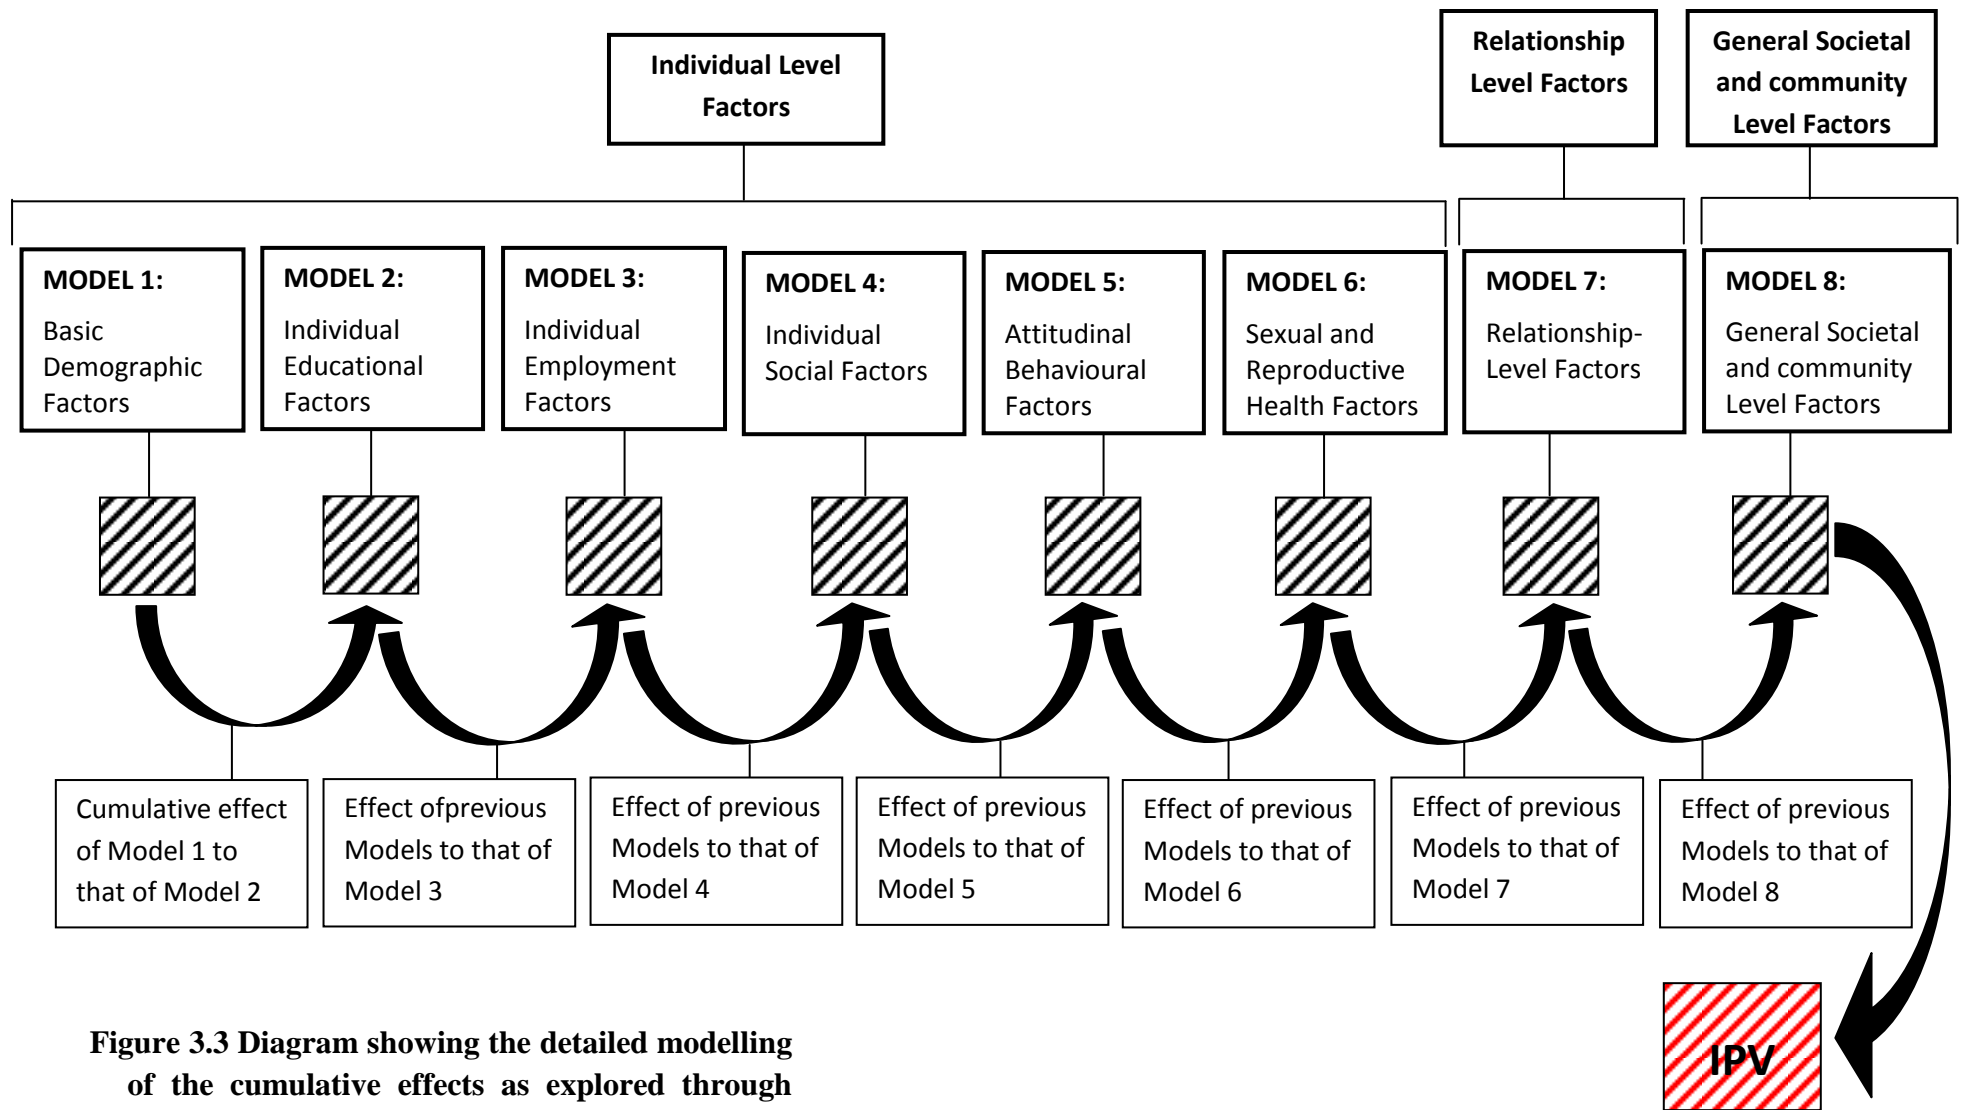 Individual Level
Factors
Relationship
Level Factors
General Societal
and community
Level Factors
MODEL 1:
Basic
Demographic
Factors
MODEL 2:
Individual
Educational
Factors
MODEL 3:
Individual
Employment
Factors
MODEL 4:
Individual
Social Factors
MODEL 5:
Attitudinal
Behavioural
Factors
MODEL 6:
Sexual and
Reproductive
Health Factors
MODEL 7:
Relationship-
Level Factors
MODEL 8:
General Societal
and community
Level Factors
Cumulative effect
of Model 1 to
that of Model 2
Effect ofprevious
Models to that of
Model 3
Effect of previous
Models to that of
Model 4
Effect of previous
Models to that of
Model 5
Effect of previous
Models to that of
Model 6
Effect of previous
Models to that of
Model 7
Effect of previous
Models to that of
Model 8
IPV
Figure 3.3 Diagram showing the detailed modelling
of the cumulative effects as explored through